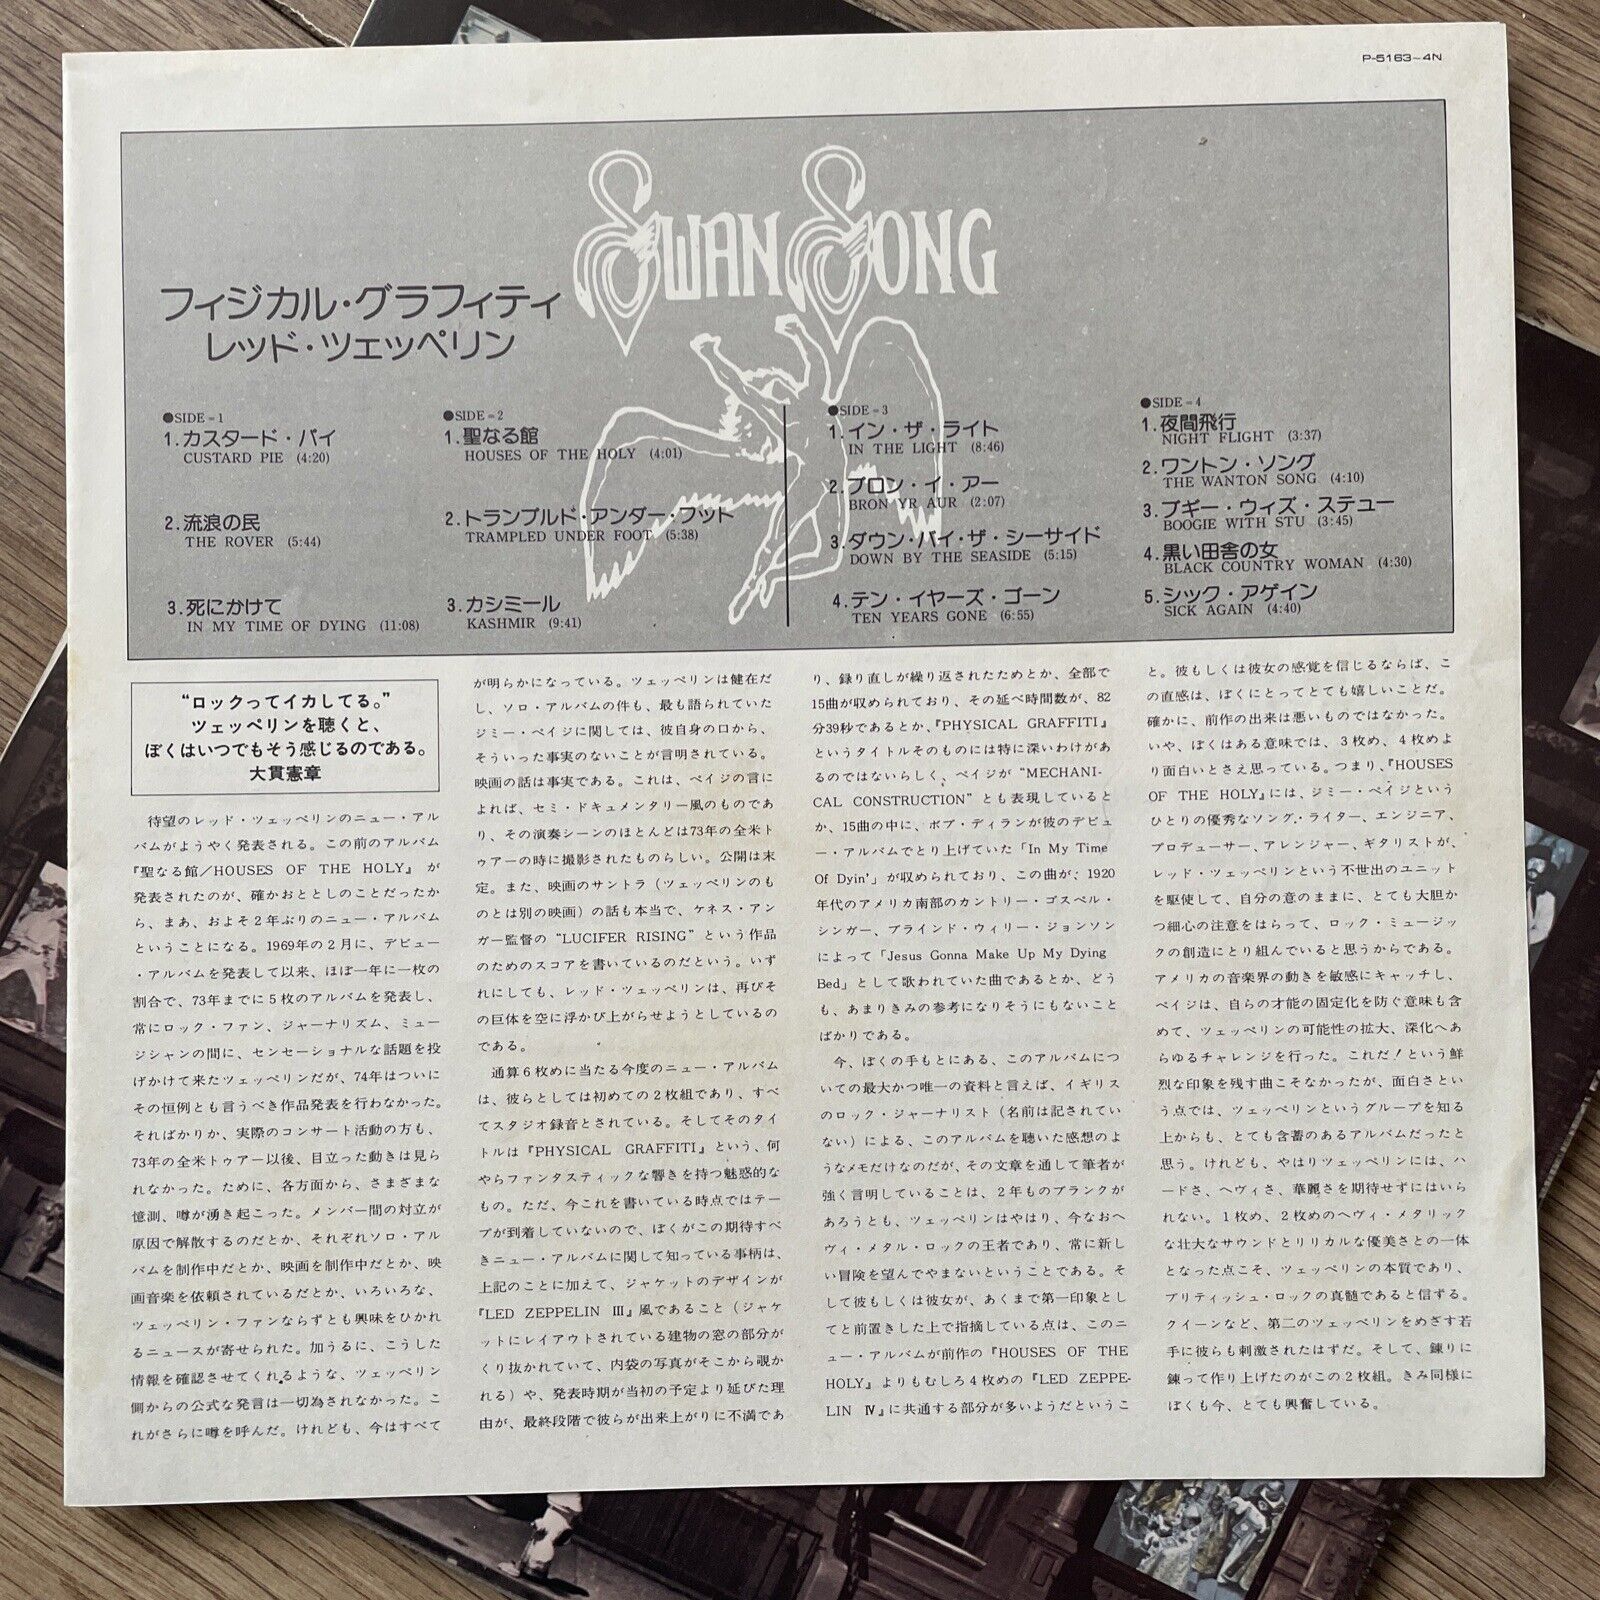 P-5163~4N
SWAN SONG
フィジカル・グラフィティ
レッド・ツェッペリン
●SIDE=1
1.カスタード・パイ
CUSTARD PIE (4:20)
2.流浪の民
THE ROVER (5:44)
3.死にかけて
IN MY TIME OF DYING (11:08)
●SIDE=2
1.聖なる館
HOUSES OF THE HOLY (4:01)
2.トランプルド・アンダー・フット
TRAMPLED UNDER FOOT (5:38)
3.カシミール
KASHMIR (9:41)
●SIDE=3
1.イン・ザ・ライト
IN THE LIGHT (8:46)
2.ブロン・イ・アー
BRON YR AUR (2:07)
3.ダウン・バイ・ザ・シーサイド
DOWN BY THE SEASIDE (5:15)
4.テン・イヤーズ・ゴーン
TEN YEARS GONE (6:55)
●SIDE=4
1.夜間飛行
NIGHT FLIGHT (3:37)
2.ワントン・ソング
THE WANTON SONG (4:10)
3.ブギー・ウィズ・ステュー
BOOGIE WITH STU (3:45)
4.黒い田舎の女
BLACK COUNTRY WOMAN (4:30)
5.シック・アゲイン
SICK AGAIN (4:40)
“ロックってイカしてる。”
ツェッペリンを聴くと、
ぼくはいつでもそう感じるのである。
大貫憲章
待望のレッド・ツェッペリンのニュー・アル
バムがようやく発表される。この前のアルバム
『聖なる館/HOUSES OF THE HOLY』が
発表されたのが、確かおととしのことだったか
ら、まあ、およそ2年ぶりのニュー・アルバム
ということになる。1969年の2月に、デビュー
・アルバムを発表して以来、ほぼ一年に一枚の
割合で、73年までに5枚のアルバムを発表し、
常にロック・ファン、ジャーナリズム、ミュー
ジシャンの間に、センセーショナルな話題を投
げかけて来たツェッペリンだが、74年はついに
その恒例とも言うべき作品発表を行わなかった。
そればかりか、実際のコンサート活動の方も、
73年の全米トゥアー以後、目立った動きは見ら
れなかった。ために、各方面から、さまざまな
憶測、噂が湧き起こった。メンバー間の対立が
原因で解散するのだとか、それぞれソロ・アル
バムを制作中だとか、映画を制作中だとか、映
画音楽を依頼されているだとか、いろいろな、
ツェッペリン・ファンならずとも興味をひかれ
るニュースが寄せられた。加うるに、こうした
情報を確認させてくれるような、ツェッペリン
側からの公式な発言は一切為されなかった。こ
れがさらに噂を呼んだ。けれども、今はすべて
が明らかになっている。ツェッペリンは健在だ
し、ソロ・アルバムの件も、最も語られていた
ジミー・ペイジに関しては、彼自身の口から、
そういった事実のないことが言明されている。
映画の話は事実である。これは、ペイジの言に
よれば、セミ・ドキュメンタリー風のものであ
り、その演奏シーンのほとんどは73年の全米ト
ゥアーの時に撮影されたものらしい。公開は未
定。また、映画のサントラ(ツェッペリンのも
のとは別の映画)の話も本当で、ケネス・アン
ガー監督の“LUCIFER RISING”という作品
のためのスコアを書いているのだという。いず
れにしても、レッド・ツェッペリンは、再びそ
の巨体を空に浮かび上がらせようとしているの
である。
通算6枚めに当たる今度のニュー・アルバム
は、彼らとしては初めての2枚組であり、すべ
てスタジオ録音とされている。そしてそのタイ
トルは『PHYSICAL GRAFFITI』という、何
やらファンタスティックな響きを持つ魅惑的な
もの。ただ、今これを書いている時点ではテー
プが到着していないので、ぼくがこの期待すべ
きニュー・アルバムに関して知っている事柄は、
上記のことに加えて、ジャケットのデザインが
『LED ZEPPELIN III』風であること(ジャケ
ットにレイアウトされている建物の窓の部分が
くり抜かれていて、内袋の写真がそこから覗か
れる)や、発表時期が当初の予定より延びた理
由が、最終段階で彼らが出来上がりに不満であ
り、録り直しが繰り返されたためとか、全部で
15曲が収められており、その延べ時間数が、82
分39秒であるとか、『PHYSICAL GRAFFITI』
というタイトルそのものには特に深いわけがあ
るのではないらしく、ペイジが“MECHANI-
CAL CONSTRUCTION”とも表現していると
か、15曲の中に、ボブ・ディランが彼のデビュ
ー・アルバムでとり上げていた「In My Time
Of Dyin'」が収められており、この曲が、1920
年代のアメリカ南部のカントリー・ゴスペル・
シンガー、ブラインド・ウィリー・ジョンソン
によって「Jesus Gonna Make Up My Dying
Bed」として歌われていた曲であるとか、どう
も、あまりきみの参考になりそうにもないこと
ばかりである。
今、ぼくの手もとにある、このアルバムにつ
いての最大かつ唯一の資料と言えば、イギリス
のロック・ジャーナリスト(名前は記されてい
ない)による、このアルバムを聴いた感想のよ
うなメモだけなのだが、その文章を通して筆者が
強く言明していることは、2年ものブランクが
あろうとも、ツェッペリンはやはり、今なおヘ
ヴィ・メタル・ロックの王者であり、常に新し
い冒険を望んでやまないということである。そ
して彼もしくは彼女が、あくまで第一印象とし
てと前置きした上で指摘している点は、このニ
ュー・アルバムが前作の『HOUSES OF THE
HOLY』よりもむしろ4枚めの『LED ZEPPE-
LIN IV』に共通する部分が多いようだというこ
と。彼もしくは彼女の感覚を信じるならば、こ
の直感は、ぼくにとってとても嬉しいことだ。
確かに、前作の出来は悪いものではなかった。
いや、ぼくはある意味では、3枚め、4枚めよ
り面白いとさえ思っている。つまり、『HOUSES
OF THE HOLY』には、ジミー・ペイジという
ひとりの優秀なソング・ライター、エンジニア、
プロデューサー、アレンジャー、ギタリストが、
レッド・ツェッペリンという不世出のユニット
を駆使して、自分の意のままに、とても大胆か
つ細心の注意をはらって、ロック・ミュージッ
クの創造にとり組んでいると思うからである。
アメリカの音楽界の動きを敏感にキャッチし、
ペイジは、自らの才能の固定化を防ぐ意味も含
めて、ツェッペリンの可能性の拡大、深化へあ
らゆるチャレンジを行った。これだ!という鮮
烈な印象を残す曲こそなかったが、面白さとい
う点では、ツェッペリンというグループを知る
上からも、とても含蓄のあるアルバムだったと
思う。けれども、やはりツェッペリンには、ハ
ードさ、ヘヴィさ、華麗さを期待せずにはいら
れない。1枚め、2枚めのヘヴィ・メタリック
な壮大なサウンドとリリカルな優美さとの一体
となった点こそ、ツェッペリンの本質であり、
ブリティッシュ・ロックの真髄であると信ずる。
クイーンなど、第二のツェッペリンをめざす若
手に彼らも刺激されたはずだ。そして、錬りに
錬って作り上げたのがこの2枚組。きみ同様に
ぼくも今、とても興奮している。